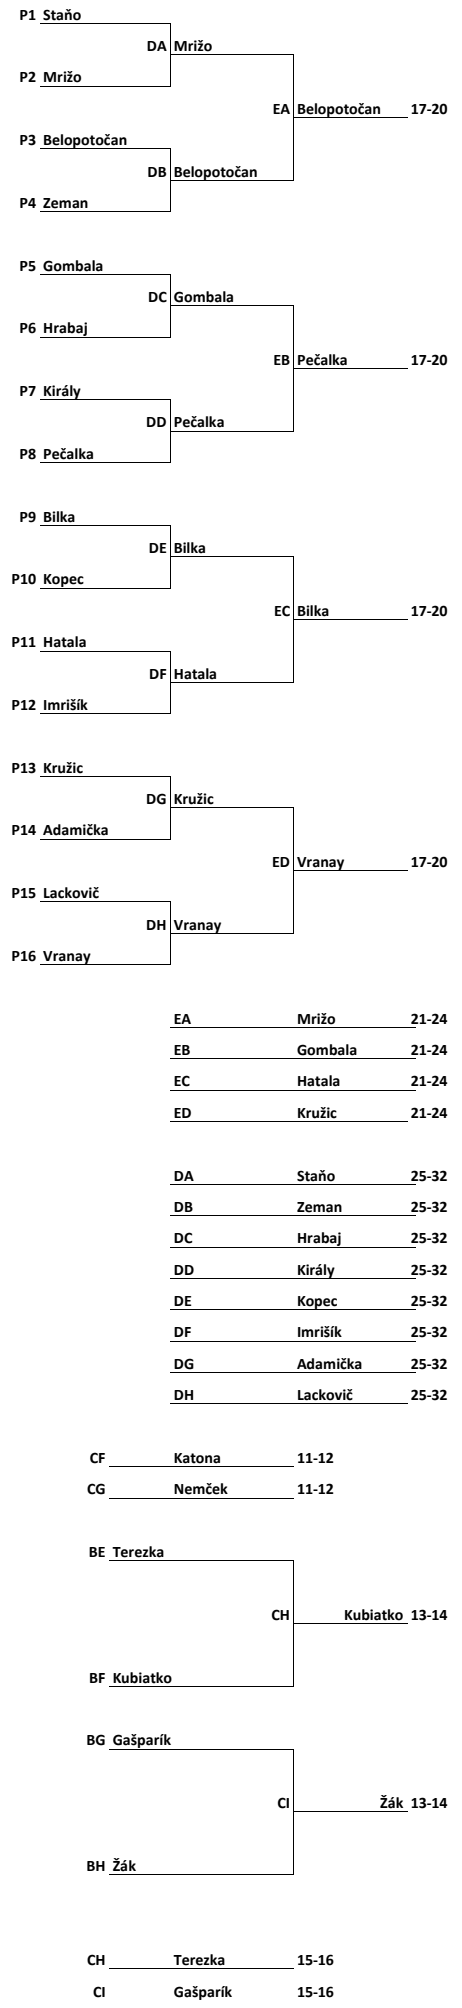 P1 Staňo
DA Mrižo
P2 Mrižo
EA Belopotočan 17-20
P3 Belopotočan
DB Belopotočan
P4 Zeman
P5 Gombala
DC Gombala
P6 Hrabaj
EB Pečalka 17-20
P7 Király
DD Pečalka
P8 Pečalka
P9 Bilka
DE Bilka
P10 Kopec
EC Bilka 17-20
P11 Hatala
DF Hatala
P12 Imrišík
P13 Kružic
DG Kružic
P14 Adamička
ED Vranay 17-20
P15 Lackovič
DH Vranay
P16 Vranay
EA Mrižo 21-24
EB Gombala 21-24
EC Hatala 21-24
ED Kružic 21-24
DA Staňo 25-32
DB Zeman 25-32
DC Hrabaj 25-32
DD Király 25-32
DE Kopec 25-32
DF Imrišík 25-32
DG Adamička 25-32
DH Lackovič 25-32
CF Katona 11-12
CG Nemček 11-12
BE Terezka
CH Kubiatko 13-14
BF Kubiatko
BG Gašparík
CI Žák 13-14
BH Žák
CH Terezka 15-16
CI Gašparík 15-16